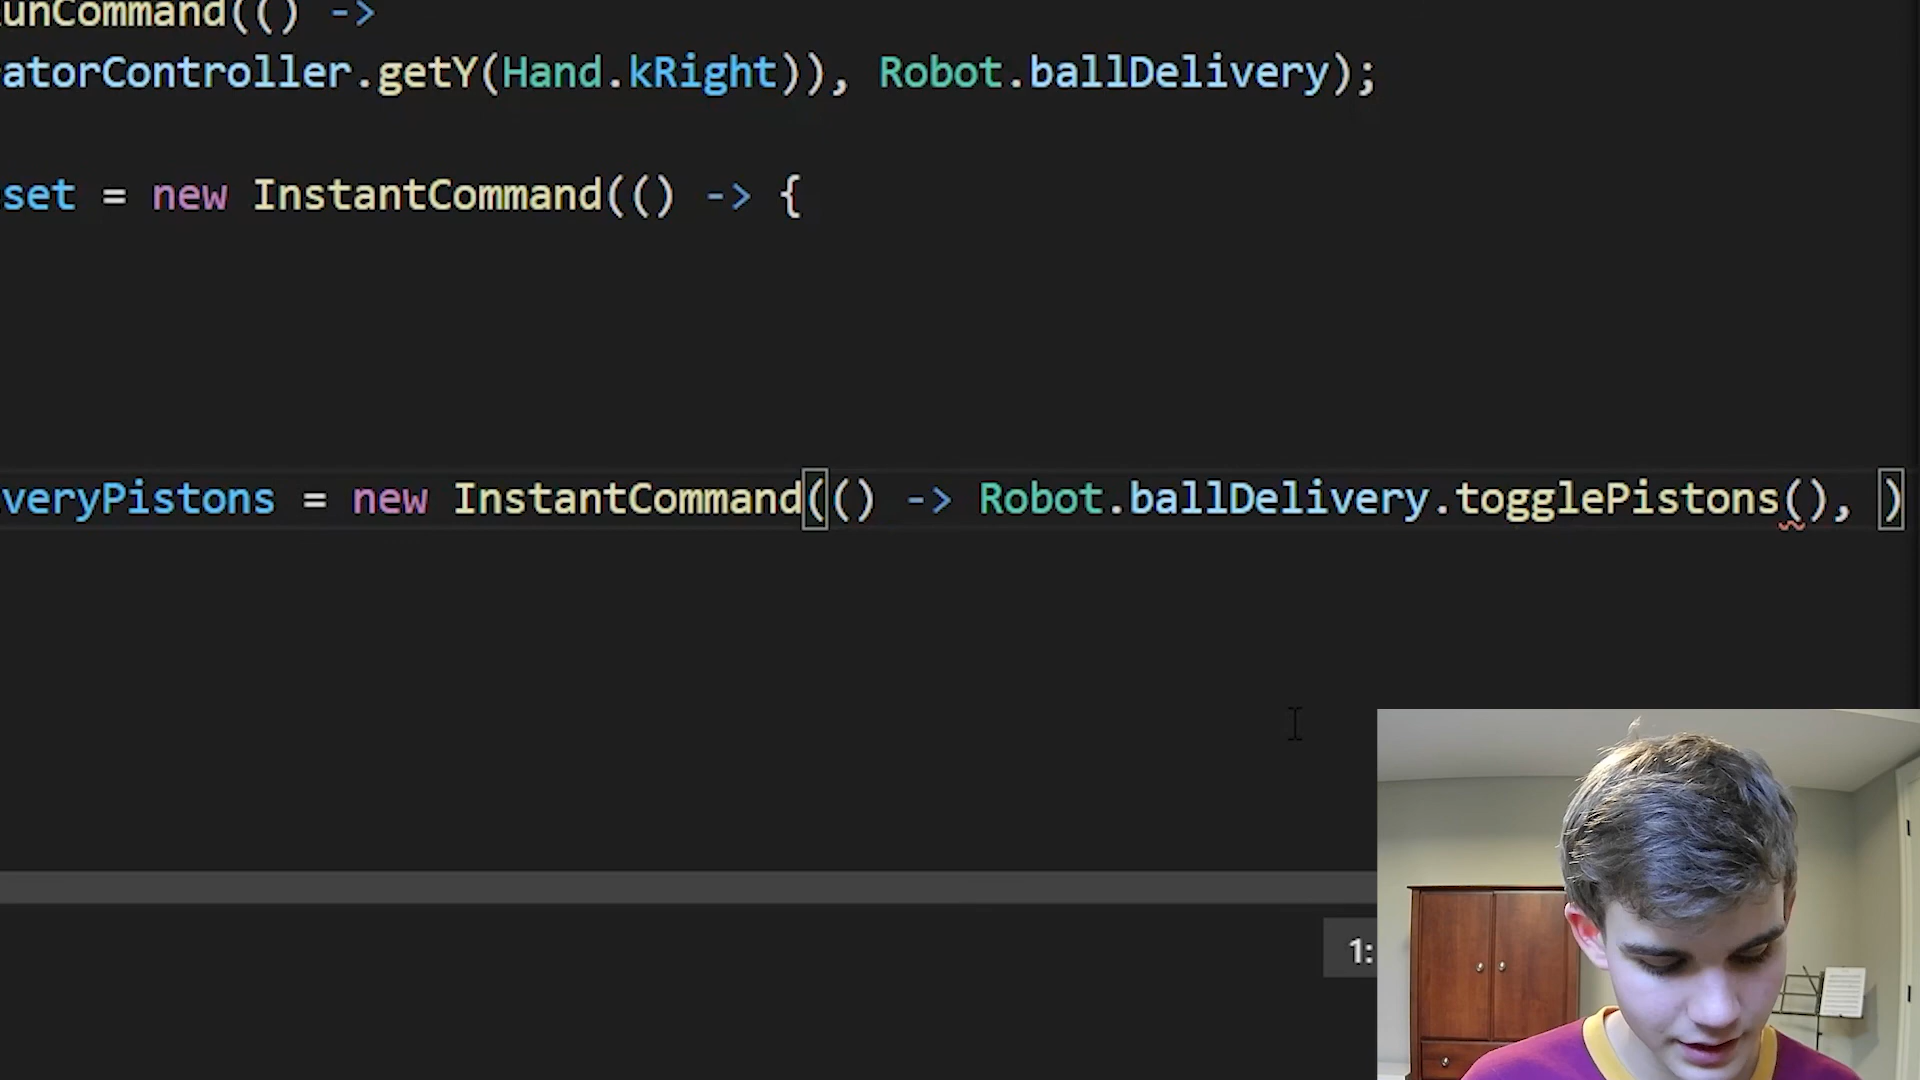 unCommand(() ->
atorController.getY(Hand.kRight)), Robot.ballDelivery);
set = new InstantCommand(() -> {
veryPistons = new InstantCommand(() -> Robot.ballDelivery.togglePistons(), )
1: